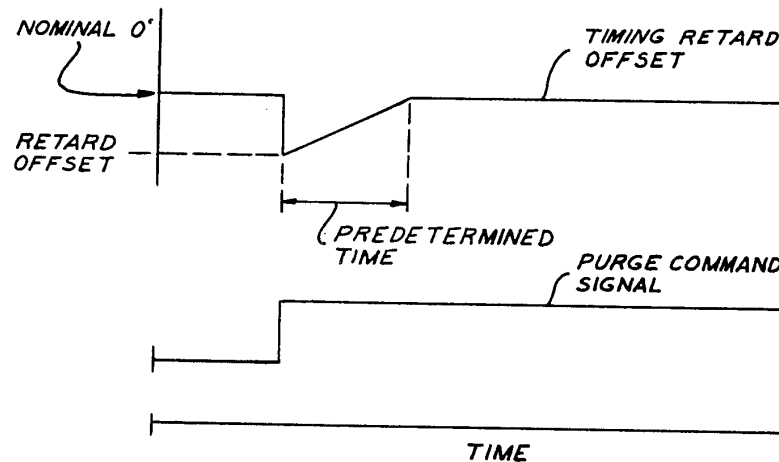 NOMINAL 0°
TIMING RETARD
OFFSET
RETARD
OFFSET
PREDETERMINED
TIME
PURGE COMMAND
SIGNAL
TIME